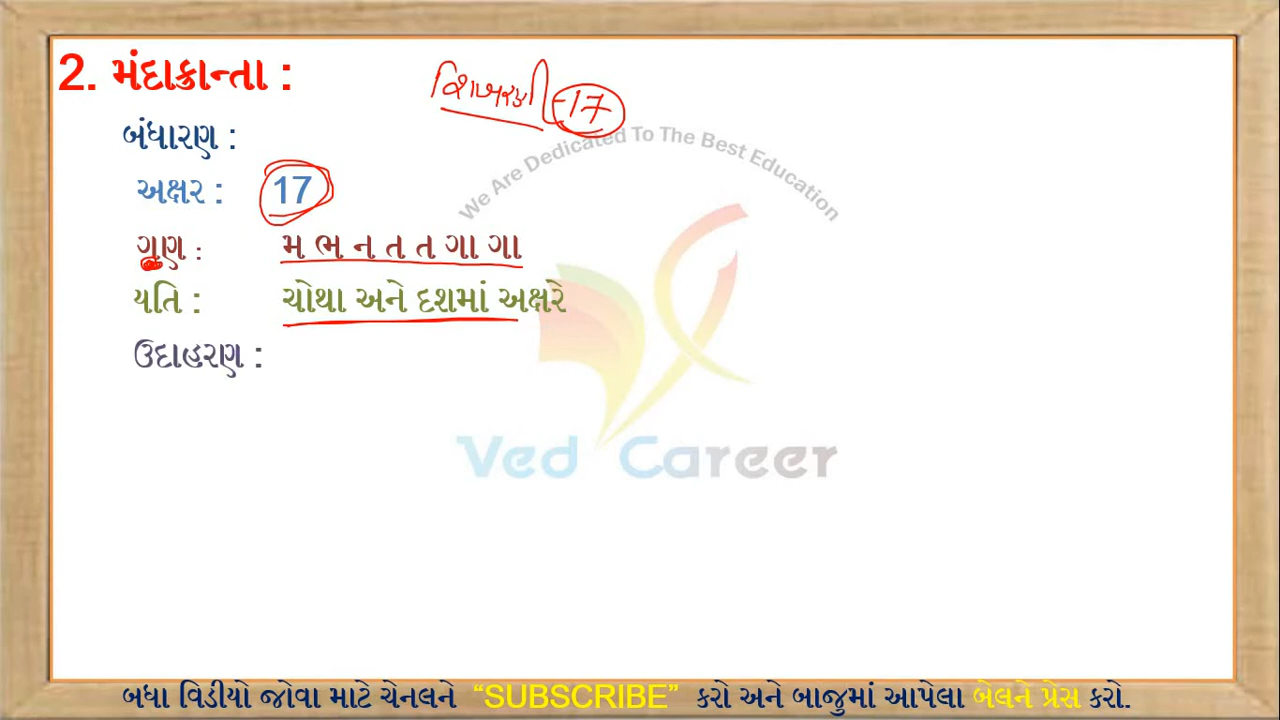 2. મંદાક્રાન્તા :
શિખરણી - 17
બંધારણ :
We Are Dedicated To The Best Education
અક્ષર : 17
ગણ : મ ભ ન ત ત ગા ગા
યતિ : ચોથા અને દશમાં અક્ષરે
ઉદાહરણ :
Ved Career
બધા વિડીયો જોવા માટે ચેનલને “SUBSCRIBE” કરો અને બાજુમાં આપેલા બેલને પ્રેસ કરો.